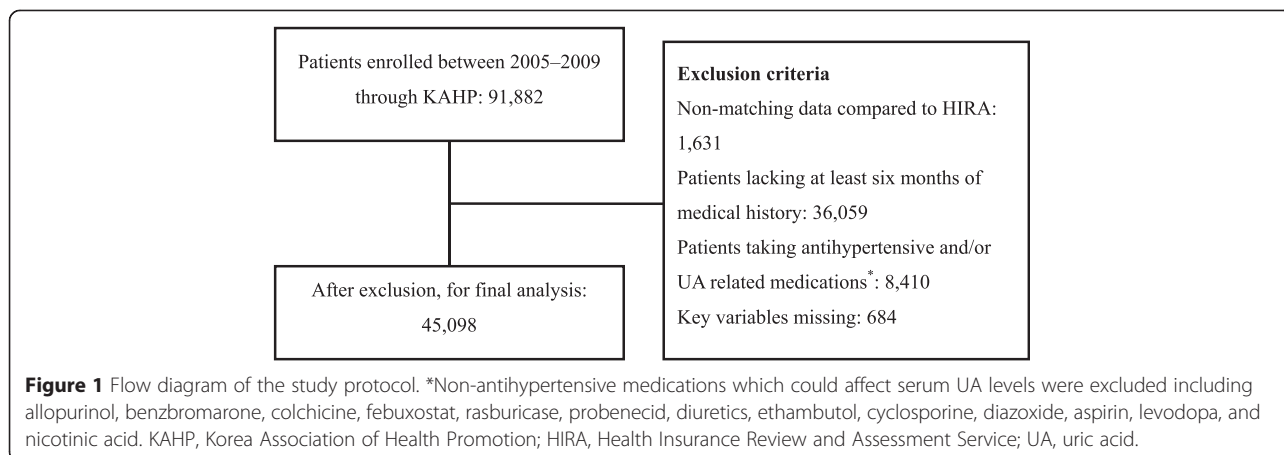 Patients enrolled between 2005–2009
through KAHP: 91,882
Exclusion criteria
Non-matching data compared to HIRA:
1,631
Patients lacking at least six months of
medical history: 36,059
Patients taking antihypertensive and/or
UA related medications*: 8,410
Key variables missing: 684
After exclusion, for final analysis:
45,098
Figure 1 Flow diagram of the study protocol. *Non-antihypertensive medications which could affect serum UA levels were excluded including
allopurinol, benzbromarone, colchicine, febuxostat, rasburicase, probenecid, diuretics, ethambutol, cyclosporine, diazoxide, aspirin, levodopa, and
nicotinic acid. KAHP, Korea Association of Health Promotion; HIRA, Health Insurance Review and Assessment Service; UA, uric acid.